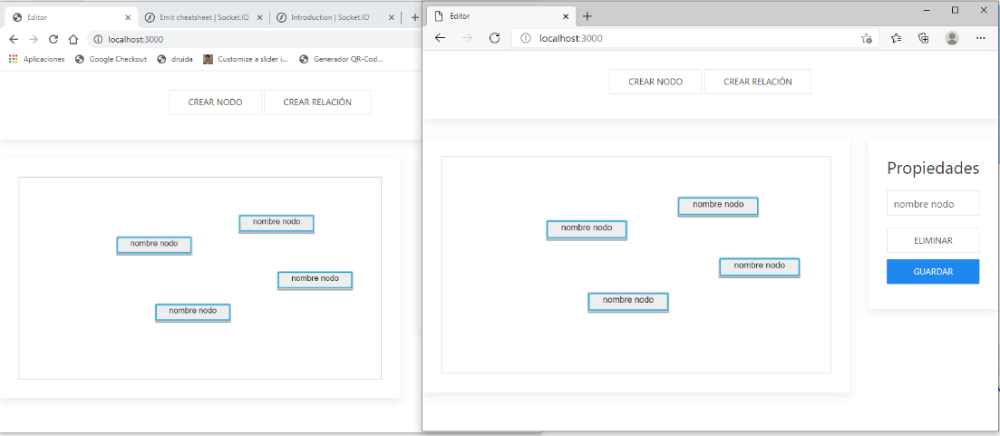 Editor
Emit cheatsheet | Socket.IO
Introduction | Socket.IO
localhost:3000
Aplicaciones
Google Checkout
druida
Customize a slider i...
Generador QR-Cod...
CREAR NODO
CREAR RELACIÓN
nombre nodo
nombre nodo
nombre nodo
nombre nodo
Editor
localhost:3000
CREAR NODO
CREAR RELACIÓN
nombre nodo
nombre nodo
nombre nodo
nombre nodo
Propiedades
nombre nodo
ELIMINAR
GUARDAR